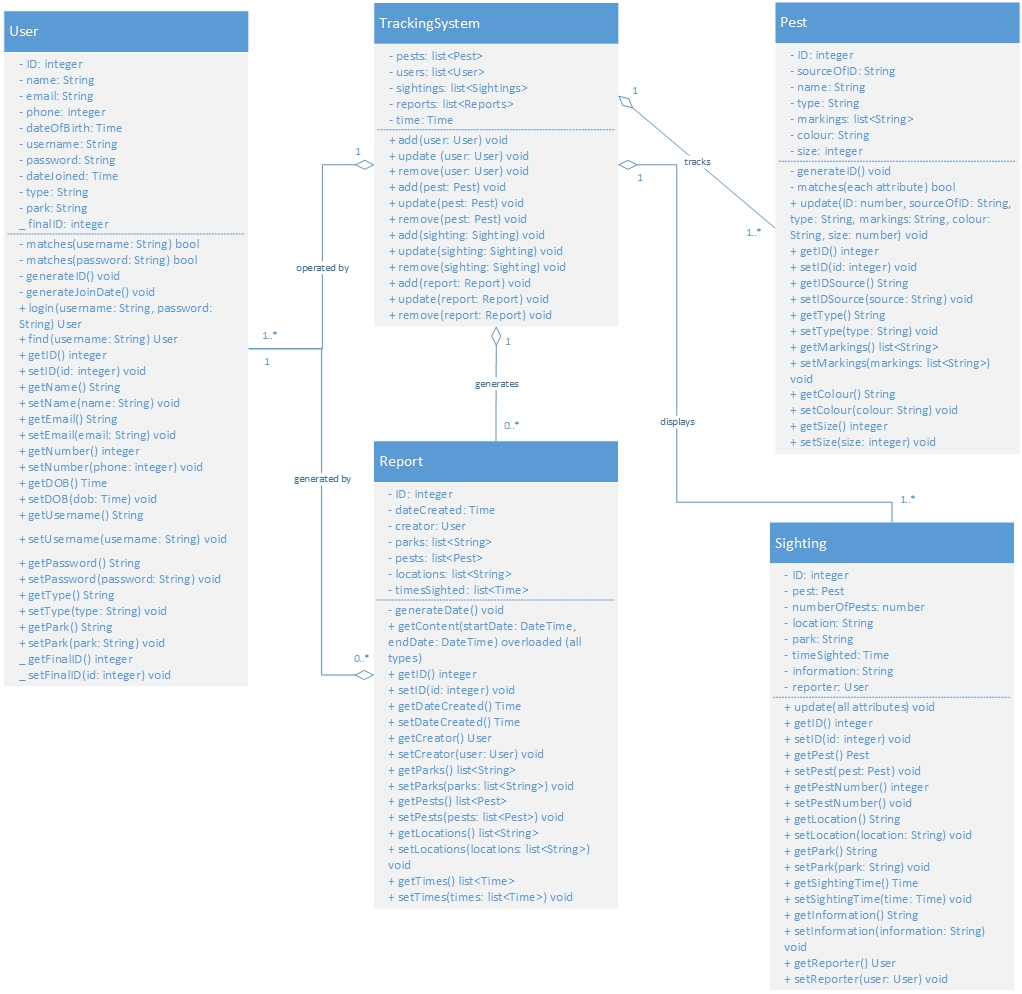 User
- ID: integer
- name: String
- email: String
- phone: integer
- dateOfBirth: Time
- username: String
- password: String
- dateJoined: Time
- type: String
- park: String
_ finalID: integer
- matches(username: String) bool
- matches(password: String) bool
- generateID() void
- generateJoinDate() void
+ login(username: String, password:
String) User
+ find(username: String) User
+ getID() integer
+ setID(id: integer) void
+ getName() String
+ setName(name: String) void
+ getEmail() String
+ setEmail(email: String) void
+ getNumber() integer
+ setNumber(phone: integer) void
+ getDOB() Time
+ setDOB(dob: Time) void
+ getUsername() String
+ setUsername(username: String) void
+ getPassword() String
+ setPassword(password: String) void
+ getType() String
+ setType(type: String) void
+ getPark() String
+ setPark(park: String) void
_ getFinalID() integer
_ setFinalID(id: integer) void
TrackingSystem
- pests: list<Pest>
- users: list<User>
- sightings: list<Sightings>
- reports: list<Reports>
- time: Time
+ add(user: User) void
+ update (user: User) void
+ remove(user: User) void
+ add(pest: Pest) void
+ update(pest: Pest) void
+ remove(pest: Pest) void
+ add(sighting: Sighting) void
+ update(sighting: Sighting) void
+ remove(sighting: Sighting) void
+ add(report: Report) void
+ update(report: Report) void
+ remove(report: Report) void
Pest
- ID: integer
- sourceOfID: String
- name: String
- type: String
- markings: list<String>
- colour: String
- size: integer
- generateID() void
- matches(each attribute) bool
+ update(ID: number, sourceOfID: String,
type: String, markings: String, colour:
String, size: number) void
+ getID() integer
+ setID(id: integer) void
+ getIDSource() String
+ setIDSource(source: String) void
+ getType() String
+ setType(type: String) void
+ getMarkings() list<String>
+ setMarkings(markings: list<String>)
void
+ getColour() String
+ setColour(colour: String) void
+ getSize() integer
+ setSize(size: integer) void
1
operated by
1..*
1
generated by
0..*
1
generates
0..*
1
tracks
1..*
1
displays
1..*
Report
- ID: integer
- dateCreated: Time
- creator: User
- parks: list<String>
- pests: list<Pest>
- locations: list<String>
- timesSighted: list<Time>
- generateDate() void
+ getContent(startDate: DateTime,
endDate: DateTime) overloaded (all
types)
+ getID() integer
+ setID(id: integer) void
+ getDateCreated() Time
+ setDateCreated() Time
+ getCreator() User
+ setCreator(user: User) void
+ getParks() list<String>
+ setParks(parks: list<String>) void
+ getPests() list<Pest>
+ setPests(pests: list<Pest>) void
+ getLocations() list<String>
+ setLocations(locations: list<String>)
void
+ getTimes() list<Time>
+ setTimes(times: list<Time>) void
Sighting
- ID: integer
- pest: Pest
- numberOfPests: number
- location: String
- park: String
- timeSighted: Time
- information: String
- reporter: User
+ update(all attributes) void
+ getID() integer
+ setID(id: integer) void
+ getPest() Pest
+ setPest(pest: Pest) void
+ getPestNumber() integer
+ setPestNumber() void
+ getLocation() String
+ setLocation(location: String) void
+ getPark() String
+ setPark(park: String) void
+ getSightingTime() Time
+ setSightingTime(time: Time) void
+ getInformation() String
+ setInformation(information: String)
void
+ getReporter() User
+ setReporter(user: User) void